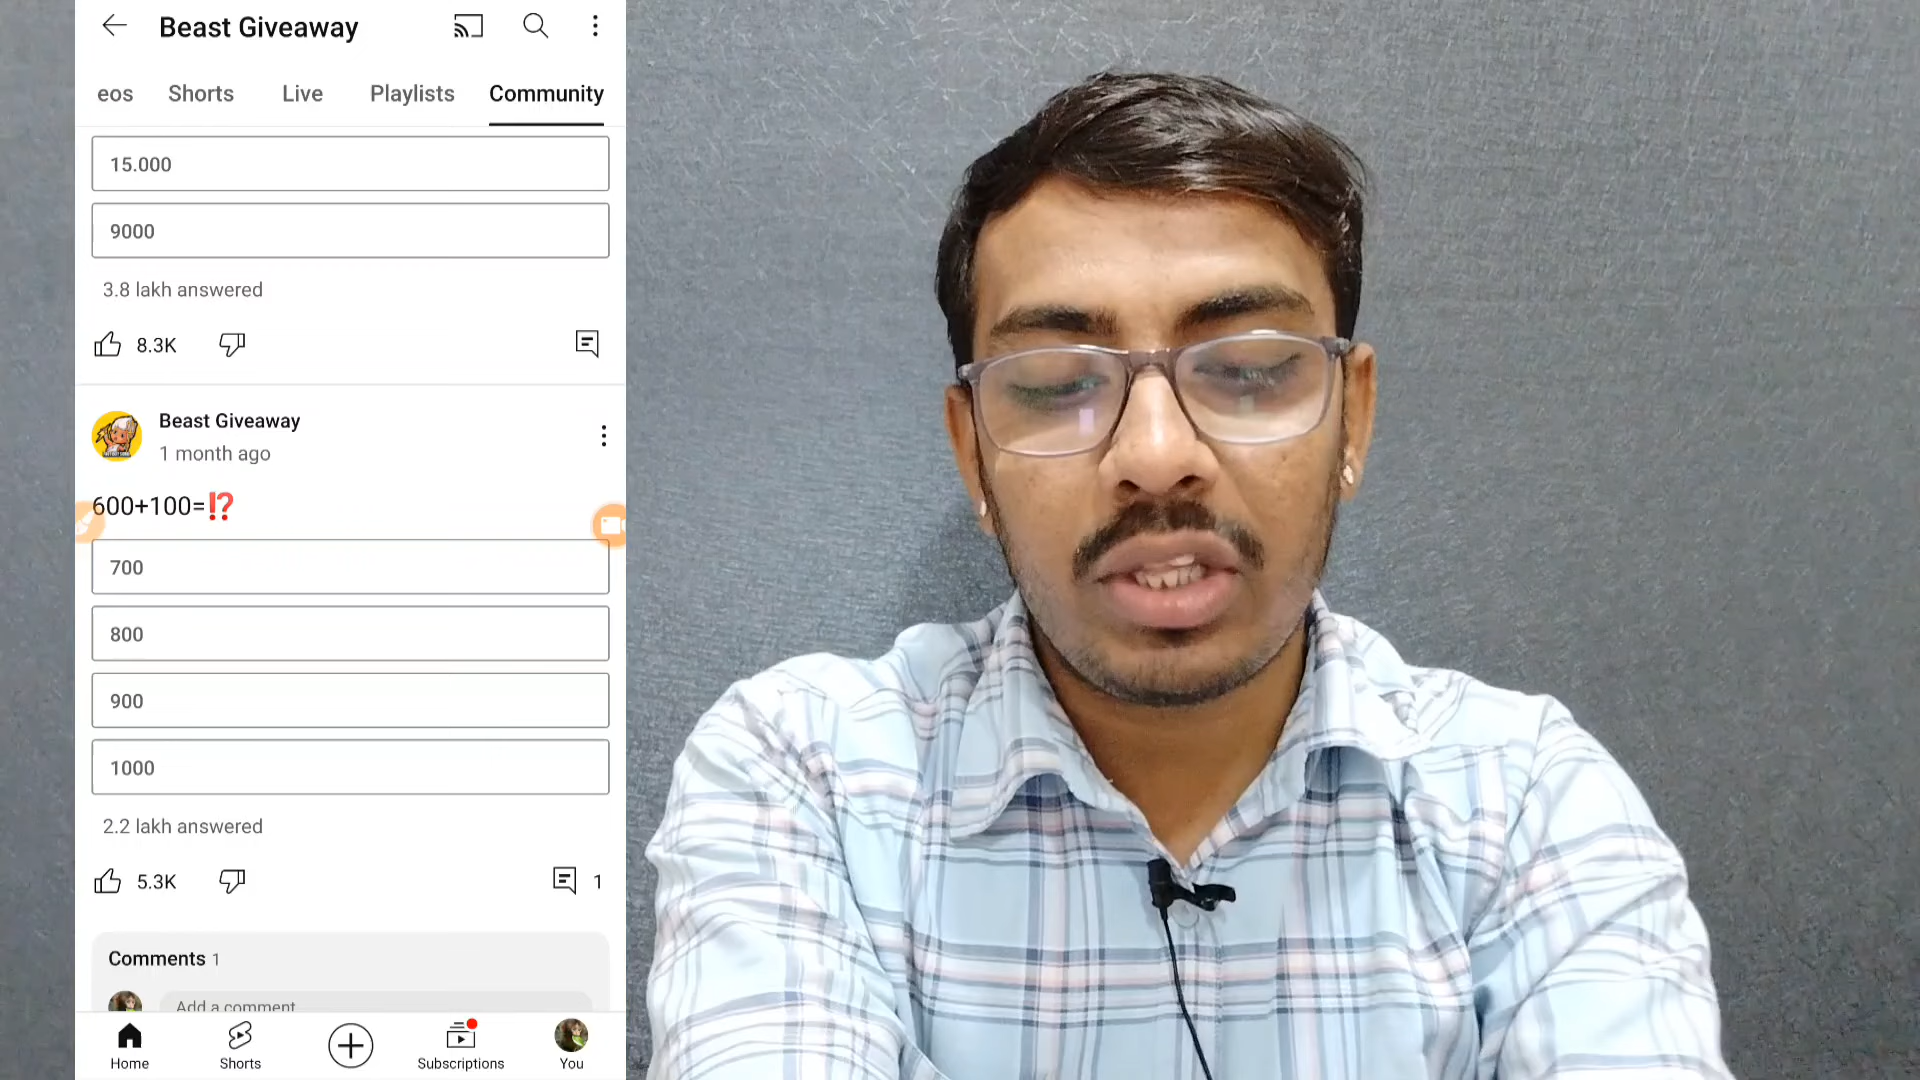 Beast Giveaway
eos Shorts Live Playlists Community
15.000
9000
3.8 lakh answered
8.3K
Beast Giveaway
1 month ago
600+100=⁉️
700
800
900
1000
2.2 lakh answered
5.3K 1
Comments 1
Add a comment
Home Shorts Subscriptions You